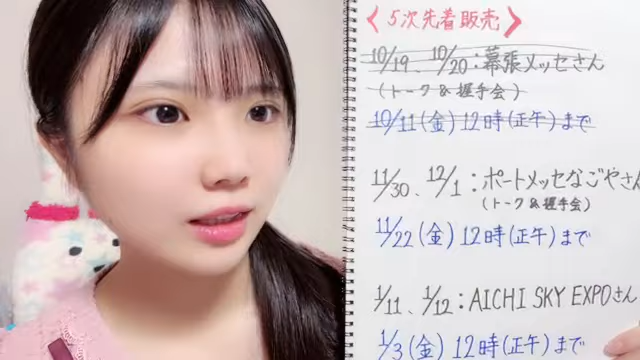 《5次先着販売》
10/19、10/20:幕張メッセさん
(トーク&握手会)
10/11(金)12時(正午)まで
11/30、12/1:ポートメッセなごやさん
(トーク&握手会)
11/22(金)12時(正午)まで
1/11、1/12:AICHI SKY EXPOさん
1/3(金)12時(正午)まで